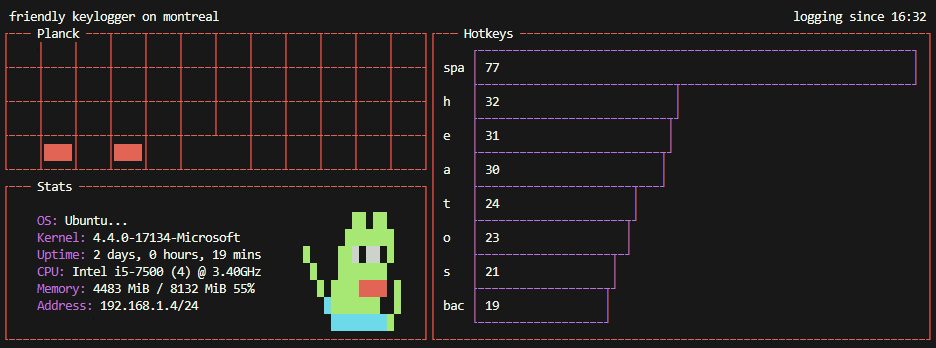 friendly keylogger on montreal
logging since 16:32
Planck
Stats
OS: Ubuntu...
Kernel: 4.4.0-17134-Microsoft
Uptime: 2 days, 0 hours, 19 mins
CPU: Intel i5-7500 (4) @ 3.40GHz
Memory: 4483 MiB / 8132 MiB 55%
Address: 192.168.1.4/24
Hotkeys
spa 77
h 32
e 31
a 30
t 24
o 23
s 21
bac 19